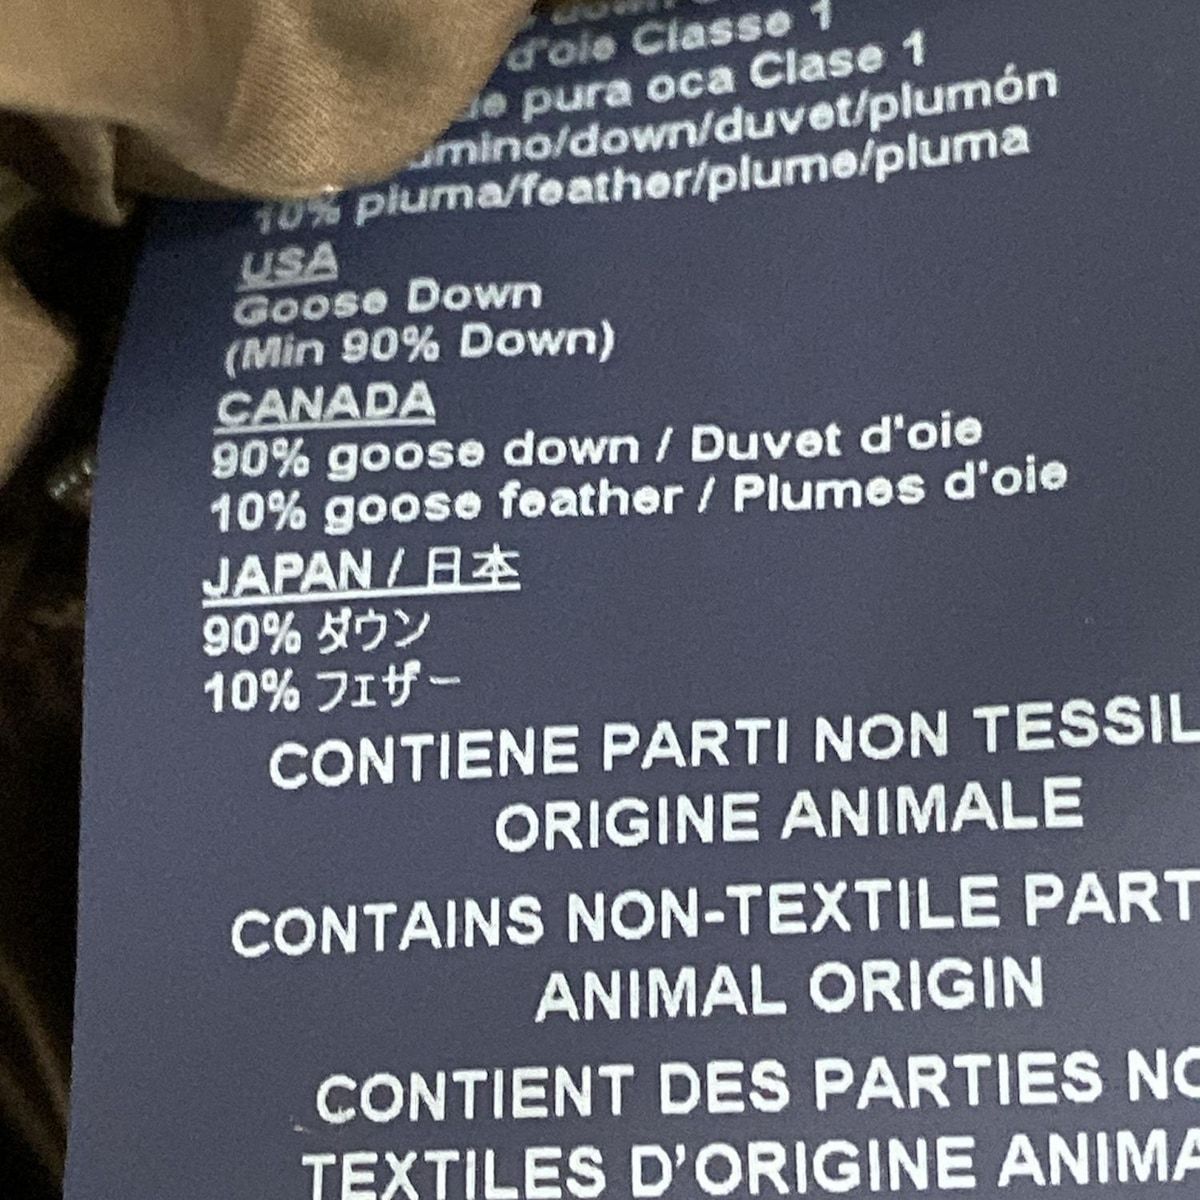 d'oie Classe 1
pura oca Clase 1
mino/down/duvet/plumón
10% pluma/feather/plume/pluma
USA
Goose Down
(Min 90% Down)
CANADA
90% goose down / Duvet d'oie
10% goose feather / Plumes d'oie
JAPAN / 日本
90% ダウン
10% フェザー
CONTIENE PARTI NON TESSIL
ORIGINE ANIMALE
CONTAINS NON-TEXTILE PART
ANIMAL ORIGIN
CONTIENT DES PARTIES NO
TEXTILES D'ORIGINE ANIMA